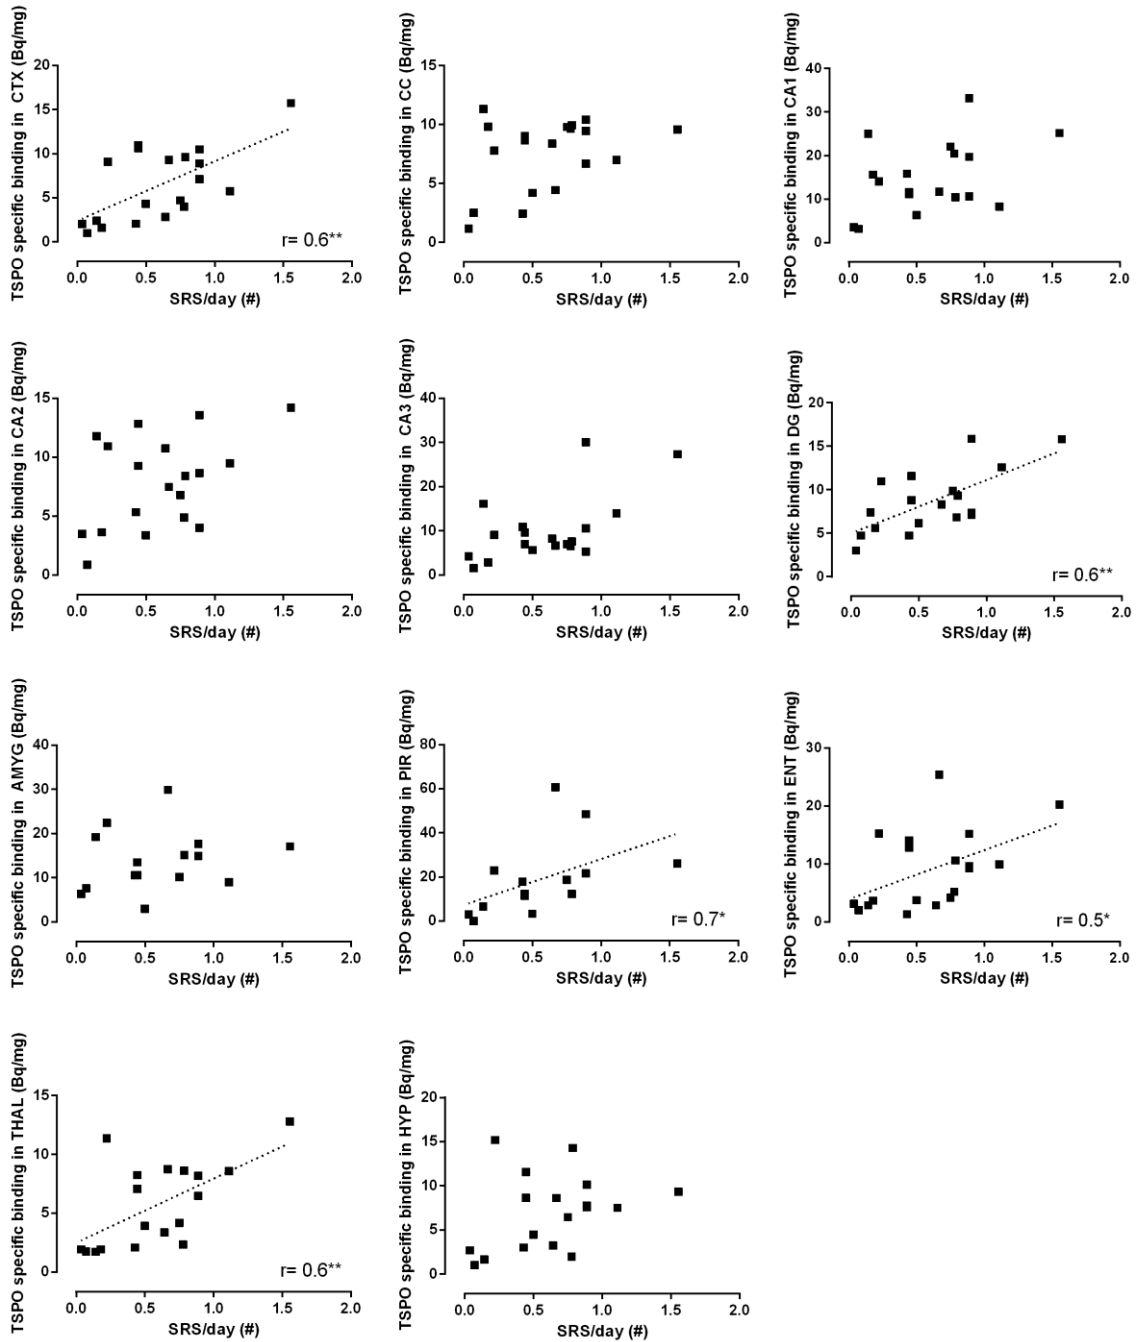 TSPO specific binding in CTX (Bq/mg)
20
15
10
5
0
0.0 0.5 1.0 1.5 2.0
SRS/day (#)
r= 0.6**
TSPO specific binding in CC (Bq/mg)
15
10
5
0
0.0 0.5 1.0 1.5 2.0
SRS/day (#)
TSPO specific binding in CA1 (Bq/mg)
40
30
20
10
0
0.0 0.5 1.0 1.5 2.0
SRS/day (#)
TSPO specific binding in CA2 (Bq/mg)
15
10
5
0
0.0 0.5 1.0 1.5 2.0
SRS/day (#)
TSPO specific binding in CA3 (Bq/mg)
40
30
20
10
0
0.0 0.5 1.0 1.5 2.0
SRS/day (#)
TSPO specific binding in DG (Bq/mg)
20
15
10
5
0
0.0 0.5 1.0 1.5 2.0
SRS/day (#)
r= 0.6**
TSPO specific binding in AMYG (Bq/mg)
40
30
20
10
0
0.0 0.5 1.0 1.5 2.0
SRS/day (#)
TSPO specific binding in PIR (Bq/mg)
80
60
40
20
0
0.0 0.5 1.0 1.5 2.0
SRS/day (#)
r= 0.7*
TSPO specific binding in ENT (Bq/mg)
30
20
10
0
0.0 0.5 1.0 1.5 2.0
SRS/day (#)
r= 0.5*
TSPO specific binding in THAL (Bq/mg)
15
10
5
0
0.0 0.5 1.0 1.5 2.0
SRS/day (#)
r= 0.6**
TSPO specific binding in HYP (Bq/mg)
20
15
10
5
0
0.0 0.5 1.0 1.5 2.0
SRS/day (#)